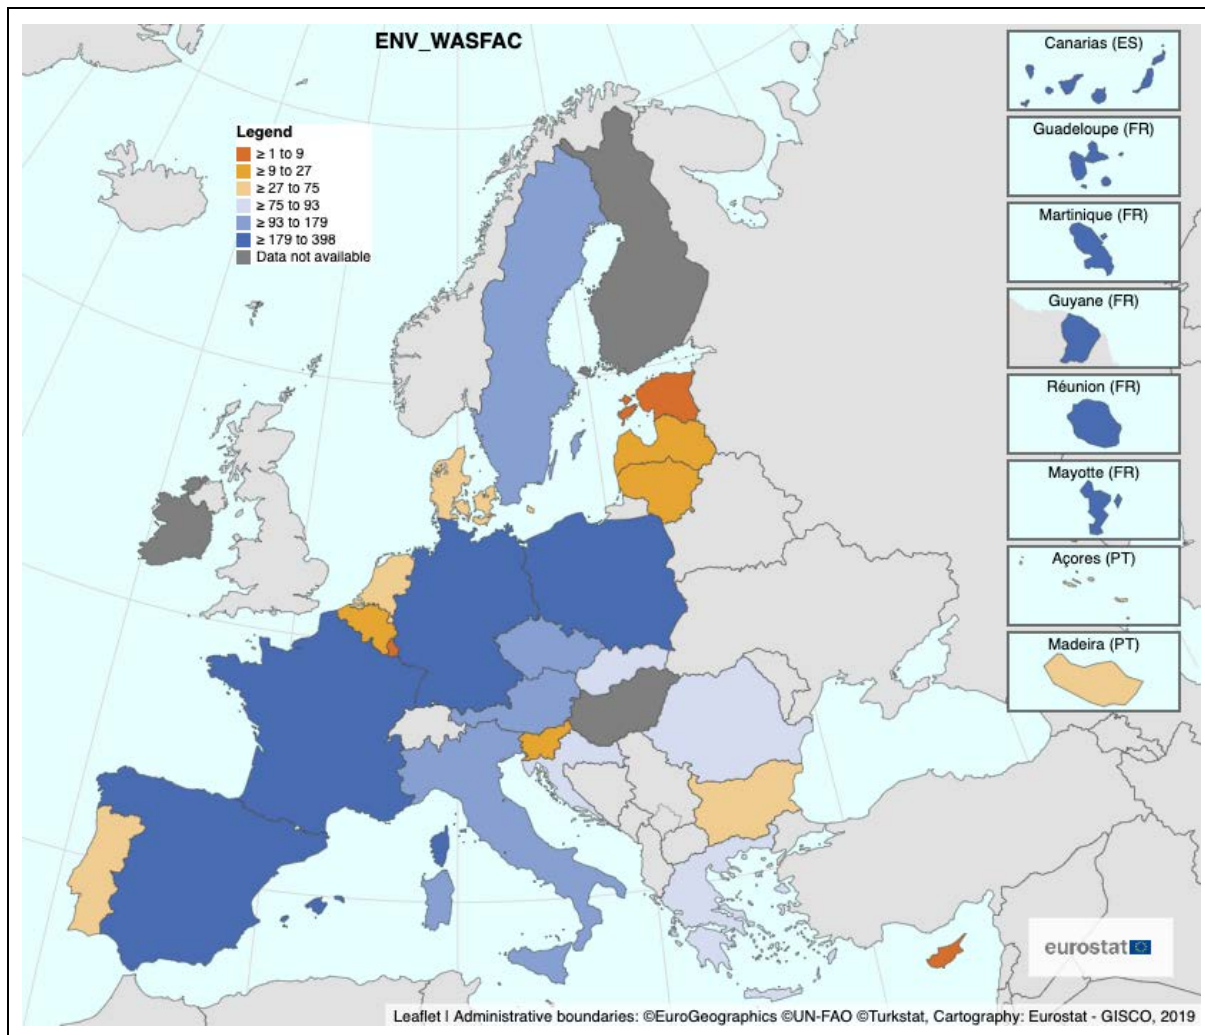 ENV_WASFAC
Legend
≥ 1 to 9
≥ 9 to 27
≥ 27 to 75
≥ 75 to 93
≥ 93 to 179
≥ 179 to 398
Data not available
Canarias (ES)
Guadeloupe (FR)
Martinique (FR)
Guyane (FR)
Réunion (FR)
Mayotte (FR)
Açores (PT)
Madeira (PT)
eurostat
Leaflet | Administrative boundaries: ©EuroGeographics ©UN-FAO ©Turkstat, Cartography: Eurostat - GISCO, 2019